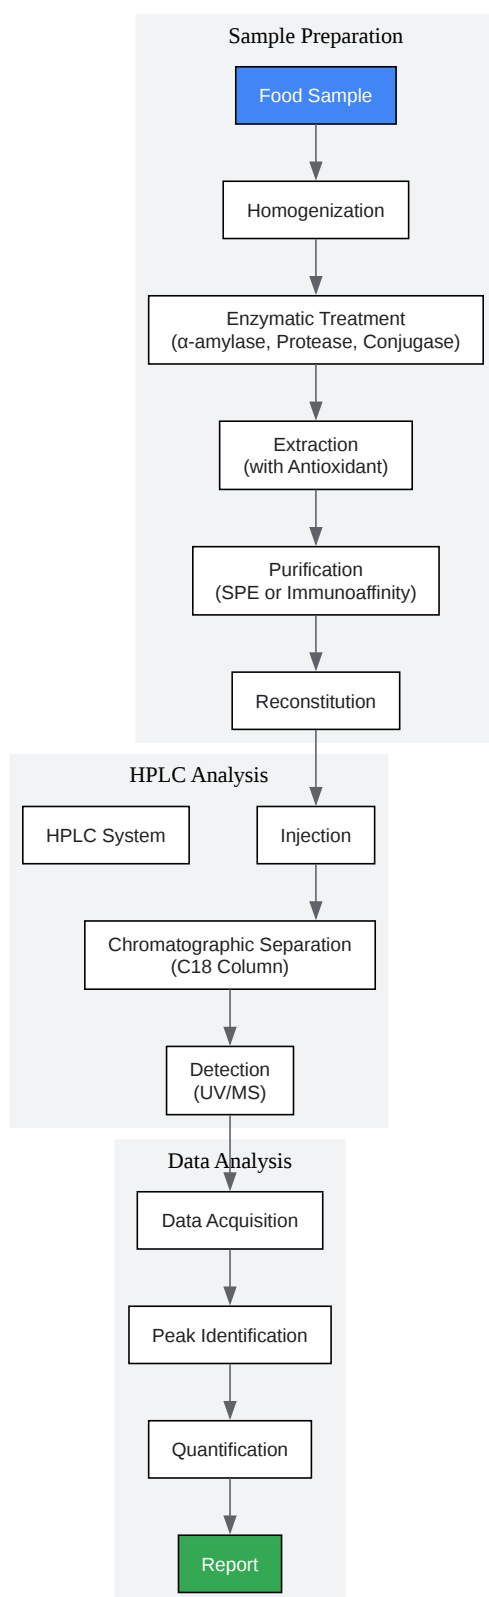 Sample Preparation
Food Sample
Homogenization
Enzymatic Treatment
(α-amylase, Protease, Conjugase)
Extraction
(with Antioxidant)
Purification
(SPE or Immunoaffinity)
Reconstitution
HPLC Analysis
HPLC System
Injection
Chromatographic Separation
(C18 Column)
Detection
(UV/MS)
Data Analysis
Data Acquisition
Peak Identification
Quantification
Report